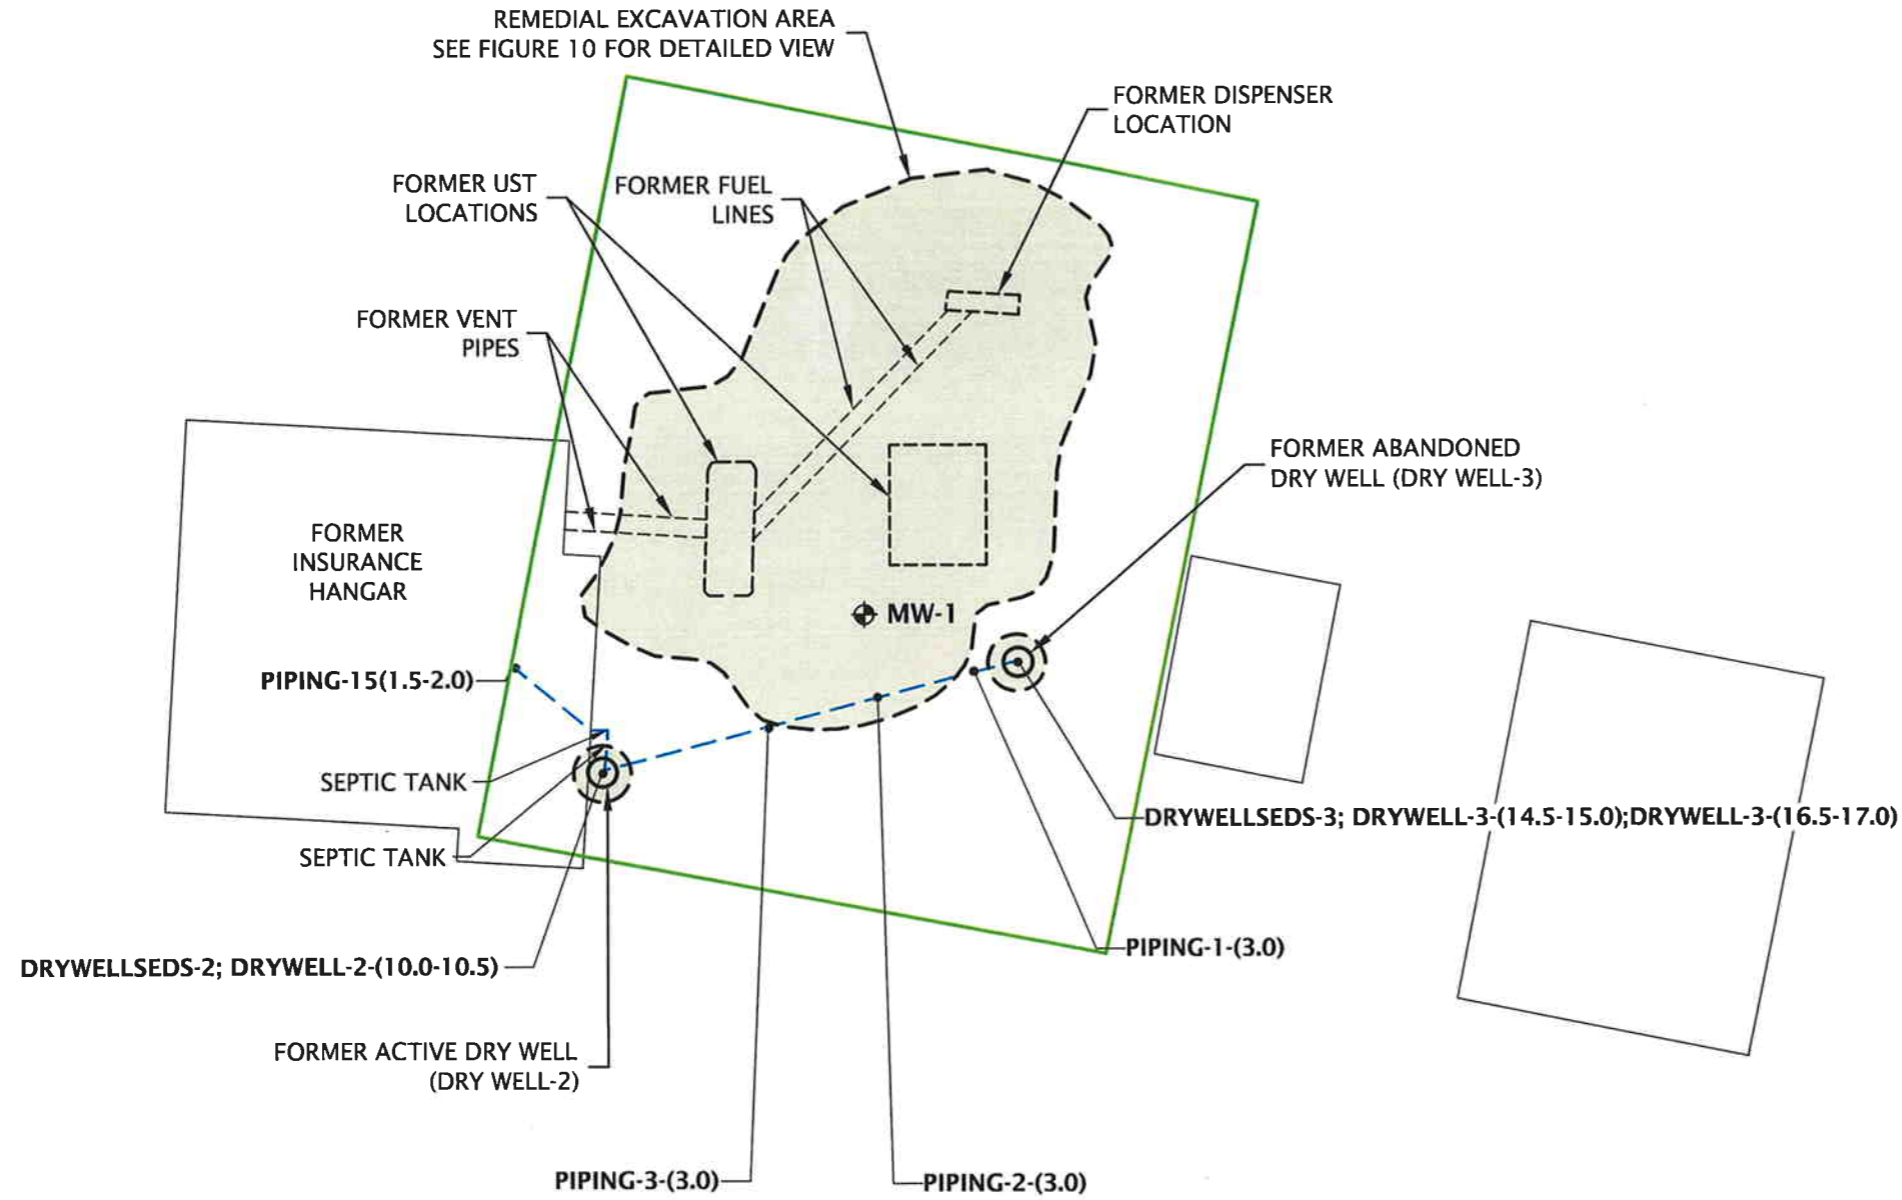 REMEDIAL EXCAVATION AREA
SEE FIGURE 10 FOR DETAILED VIEW
FORMER DISPENSER
LOCATION
FORMER UST
LOCATIONS
FORMER FUEL
LINES
FORMER VENT
PIPES
FORMER ABANDONED
DRY WELL (DRY WELL-3)
FORMER
INSURANCE
HANGAR
MW-1
PIPING-15(1.5-2.0)
SEPTIC TANK
DRYWELLSEDS-3; DRYWELL-3-(14.5-15.0);DRYWELL-3-(16.5-17.0)
SEPTIC TANK
PIPING-1-(3.0)
DRYWELLSEDS-2; DRYWELL-2-(10.0-10.5)
FORMER ACTIVE DRY WELL
(DRY WELL-2)
PIPING-3-(3.0)
PIPING-2-(3.0)